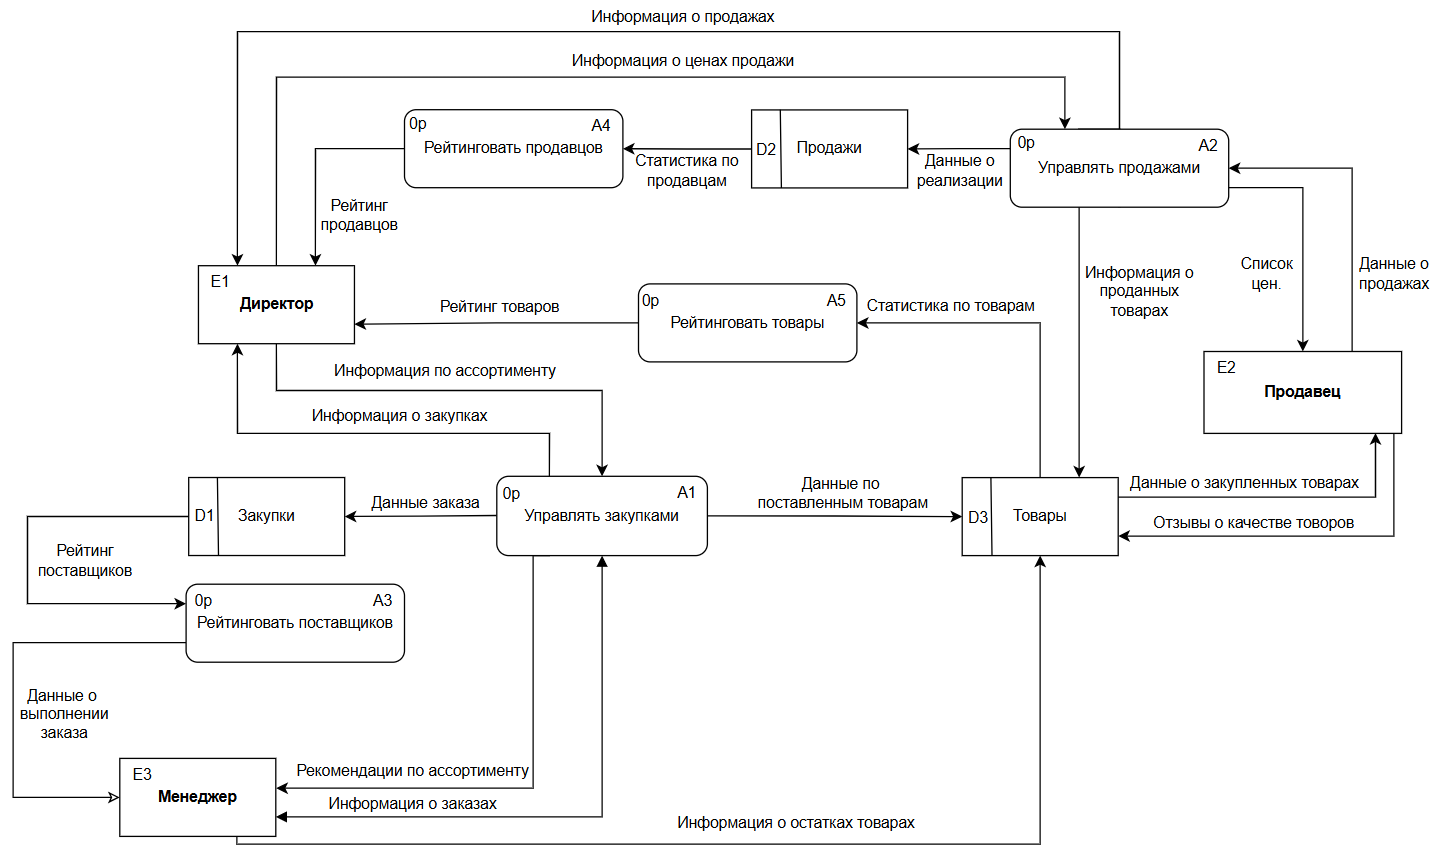 Информация о продажах
Информация о ценах продажи
0р
A4
Рейтинговать продавцов
Статистика по
продавцам
D2
Продажи
Данные о
реализации
0р
A2
Управлять продажами
Рейтинг
продавцов
E1
Директор
Рейтинг товаров
0р
A5
Рейтинговать товары
Статистика по товарам
Информация о
проданных
товарах
Список
цен.
Данные о
продажах
E2
Продавец
Информация по ассортименту
Информация о закупках
D1
Закупки
Данные заказа
0р
A1
Управлять закупками
Данные по
поставленным товарам
D3
Товары
Данные о закупленных товарах
Отзывы о качестве товоров
Рейтинг
поставщиков
0р
A3
Рейтинговать поставщиков
Данные о
выполнении
заказа
E3
Менеджер
Рекомендации по ассортименту
Информация о заказах
Информация о остатках товарах